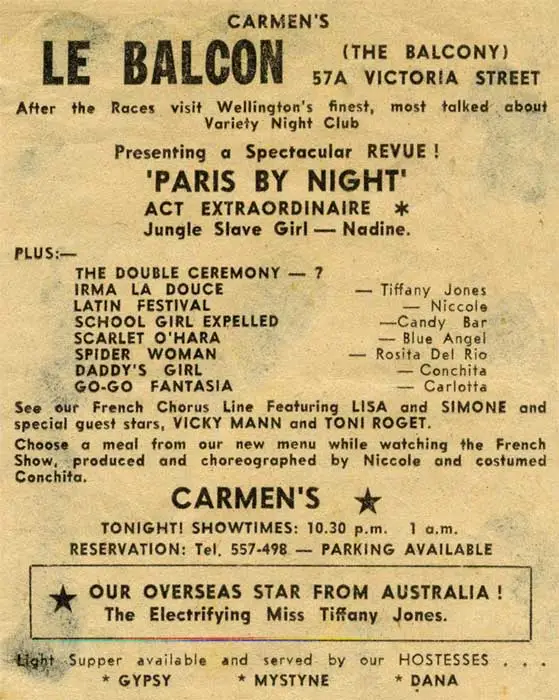 CARMEN'S
LE BALCON (THE BALCONY)
57A VICTORIA STREET
After the Races visit Wellington's finest, most talked about
Variety Night Club
Presenting a Spectacular REVUE !
'PARIS BY NIGHT'
ACT EXTRAORDINAIRE *
Jungle Slave Girl — Nadine.
PLUS:—
THE DOUBLE CEREMONY — ?
IRMA LA DOUCE — Tiffany Jones
LATIN FESTIVAL — Niccole
SCHOOL GIRL EXPELLED —Candy Bar
SCARLET O'HARA — Blue Angel
SPIDER WOMAN — Rosita Del Rio
DADDY'S GIRL — Conchita
GO-GO FANTASIA — Carlotta
See our French Chorus Line Featuring LISA and SIMONE and
special guest stars, VICKY MANN and TONI ROGET.
Choose a meal from our new menu while watching the French
Show, produced and choreographed by Niccole and costumed
Conchita.
CARMEN'S ★
TONIGHT! SHOWTIMES: 10.30 p.m. 1 a.m.
RESERVATION: Tel. 557-498 — PARKING AVAILABLE
★ OUR OVERSEAS STAR FROM AUSTRALIA !
The Electrifying Miss Tiffany Jones.
Light Supper available and served by our HOSTESSES . . .
* GYPSY * MYSTYNE * DANA